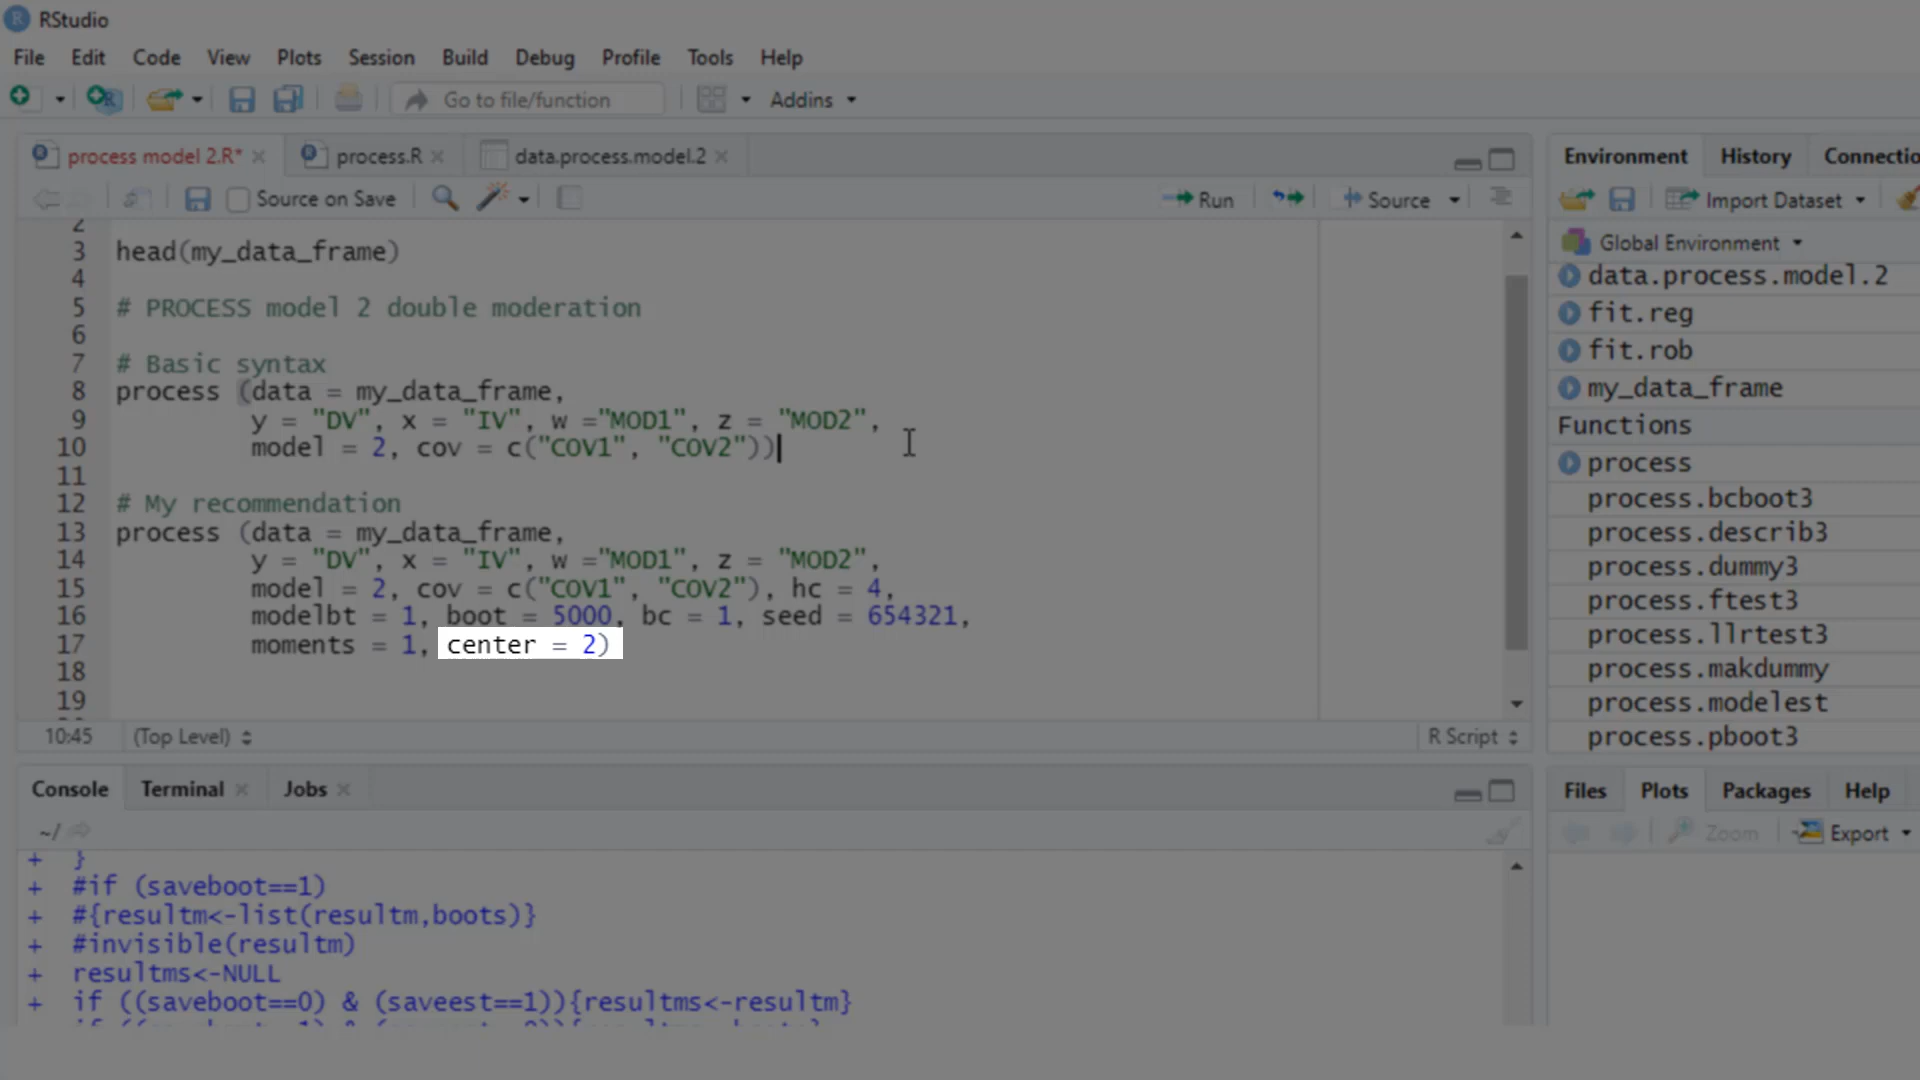 RStudio
File Edit Code View Plots Session Build Debug Profile Tools Help
Go to file/function Addins
process model 2.R* process.R data.process.model.2
Source on Save Run Source
2
3 head(my_data_frame)
4
5 # PROCESS model 2 double moderation
6
7 # Basic syntax
8 process (data = my_data_frame,
9 y = "DV", x = "IV", w ="MOD1", z = "MOD2",
10 model = 2, cov = c("COV1", "COV2"))
11
12 # My recommendation
13 process (data = my_data_frame,
14 y = "DV", x = "IV", w ="MOD1", z = "MOD2",
15 model = 2, cov = c("COV1", "COV2"), hc = 4,
16 modelbt = 1, boot = 5000, bc = 1, seed = 654321,
17 moments = 1, center = 2)
18
19
10:45 (Top Level) R Script
Console Terminal Jobs
~/
+ }
+ #if (saveboot==1)
+ #{resultm<-list(resultm,boots)}
+ #invisible(resultm)
+ resultms<-NULL
+ if ((saveboot==0) & (saveest==1)){resultms<-resultm}
Environment History Connectio
Import Dataset
Global Environment
data.process.model.2
fit.reg
fit.rob
my_data_frame
Functions
process
process.bcboot3
process.describ3
process.dummy3
process.ftest3
process.llrtest3
process.makdummy
process.modelest
process.pboot3
Files Plots Packages Help
Zoom Export